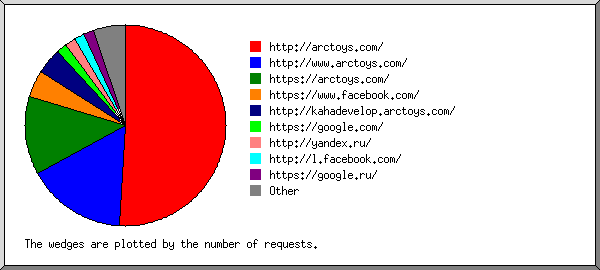 http://arctoys.com/
http://www.arctoys.com/
https://arctoys.com/
https://www.facebook.com/
http://kahadevelop.arctoys.com/
https://google.com/
http://yandex.ru/
http://l.facebook.com/
https://google.ru/
Other
The wedges are plotted by the number of requests.